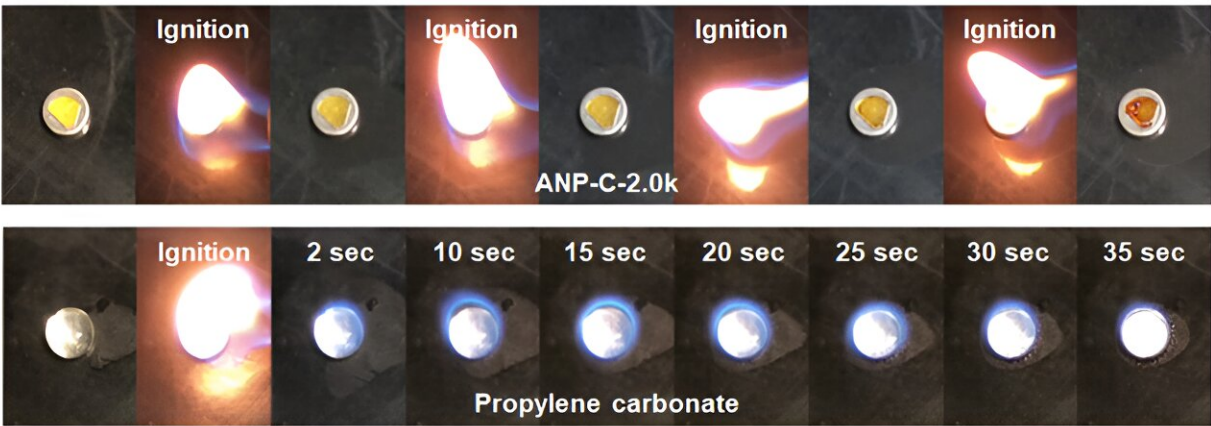 Ignition Ignition Ignition Ignition
ANP-C-2.0k
Ignition 2 sec 10 sec 15 sec 20 sec 25 sec 30 sec 35 sec
Propylene carbonate